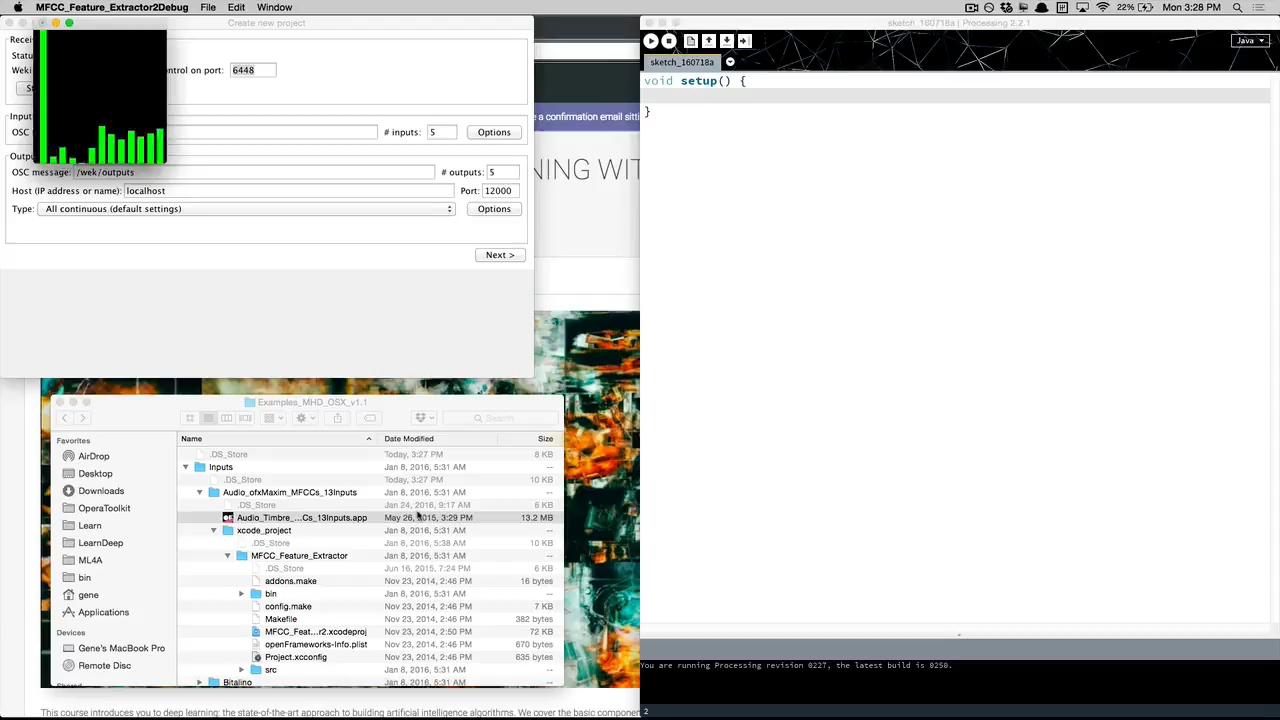 MFCC_Feature_Extractor2Debug File Edit Window 22% Mon 3:28 PM
Create new project
ontrol on port: 6448
# inputs: 5 Options
OSC message: /wek/outputs # outputs: 5
Host (IP address or name): localhost Port: 12000
Type: All continuous (default settings) Options
Next >
e a confirmation email
NING WIT
Examples_MHD_OSX_v1.1
Search
Favorites
AirDrop
Desktop
Downloads
OperaToolkit
Learn
LearnDeep
ML4A
bin
gene
Applications
Devices
Gene's MacBook Pro
Remote Disc
Name Date Modified Size
.DS_Store Today, 3:27 PM 8 KB
Inputs Jan 8, 2016, 5:31 AM --
.DS_Store Today, 3:27 PM 10 KB
Audio_ofxMaxim_MFCCs_13Inputs Jan 8, 2016, 5:31 AM --
.DS_Store Jan 24, 2016, 9:17 AM 6 KB
Audio_Timbre_...Cs_13Inputs.app May 26, 2015, 3:29 PM 13.2 MB
xcode_project Jan 8, 2016, 5:31 AM --
.DS_Store Jan 8, 2016, 5:38 AM 10 KB
MFCC_Feature_Extractor Jan 8, 2016, 5:31 AM --
.DS_Store Jun 16, 2015, 7:24 PM 6 KB
addons.make Nov 23, 2014, 2:46 PM 16 bytes
bin Jan 8, 2016, 5:31 AM --
config.make Nov 23, 2014, 2:46 PM 7 KB
Makefile Nov 23, 2014, 2:46 PM 382 bytes
MFCC_Feat...r2.xcodeproj Nov 23, 2014, 2:50 PM 72 KB
openFrameworks-Info.plist Nov 23, 2014, 2:46 PM 670 bytes
Project.xcconfig Nov 23, 2014, 2:46 PM 635 bytes
src Jan 8, 2016, 5:31 AM --
Bitalino Jan 8, 2016, 5:31 AM --
This course introduces you to deep learning: the state-of-the-art approach to building artificial intelligence algorithms. We cover the basic
sketch_160718a | Processing 2.2.1
Java
sketch_160718a
void setup() {
}
You are running Processing revision 0227, the latest build is 0250.
2